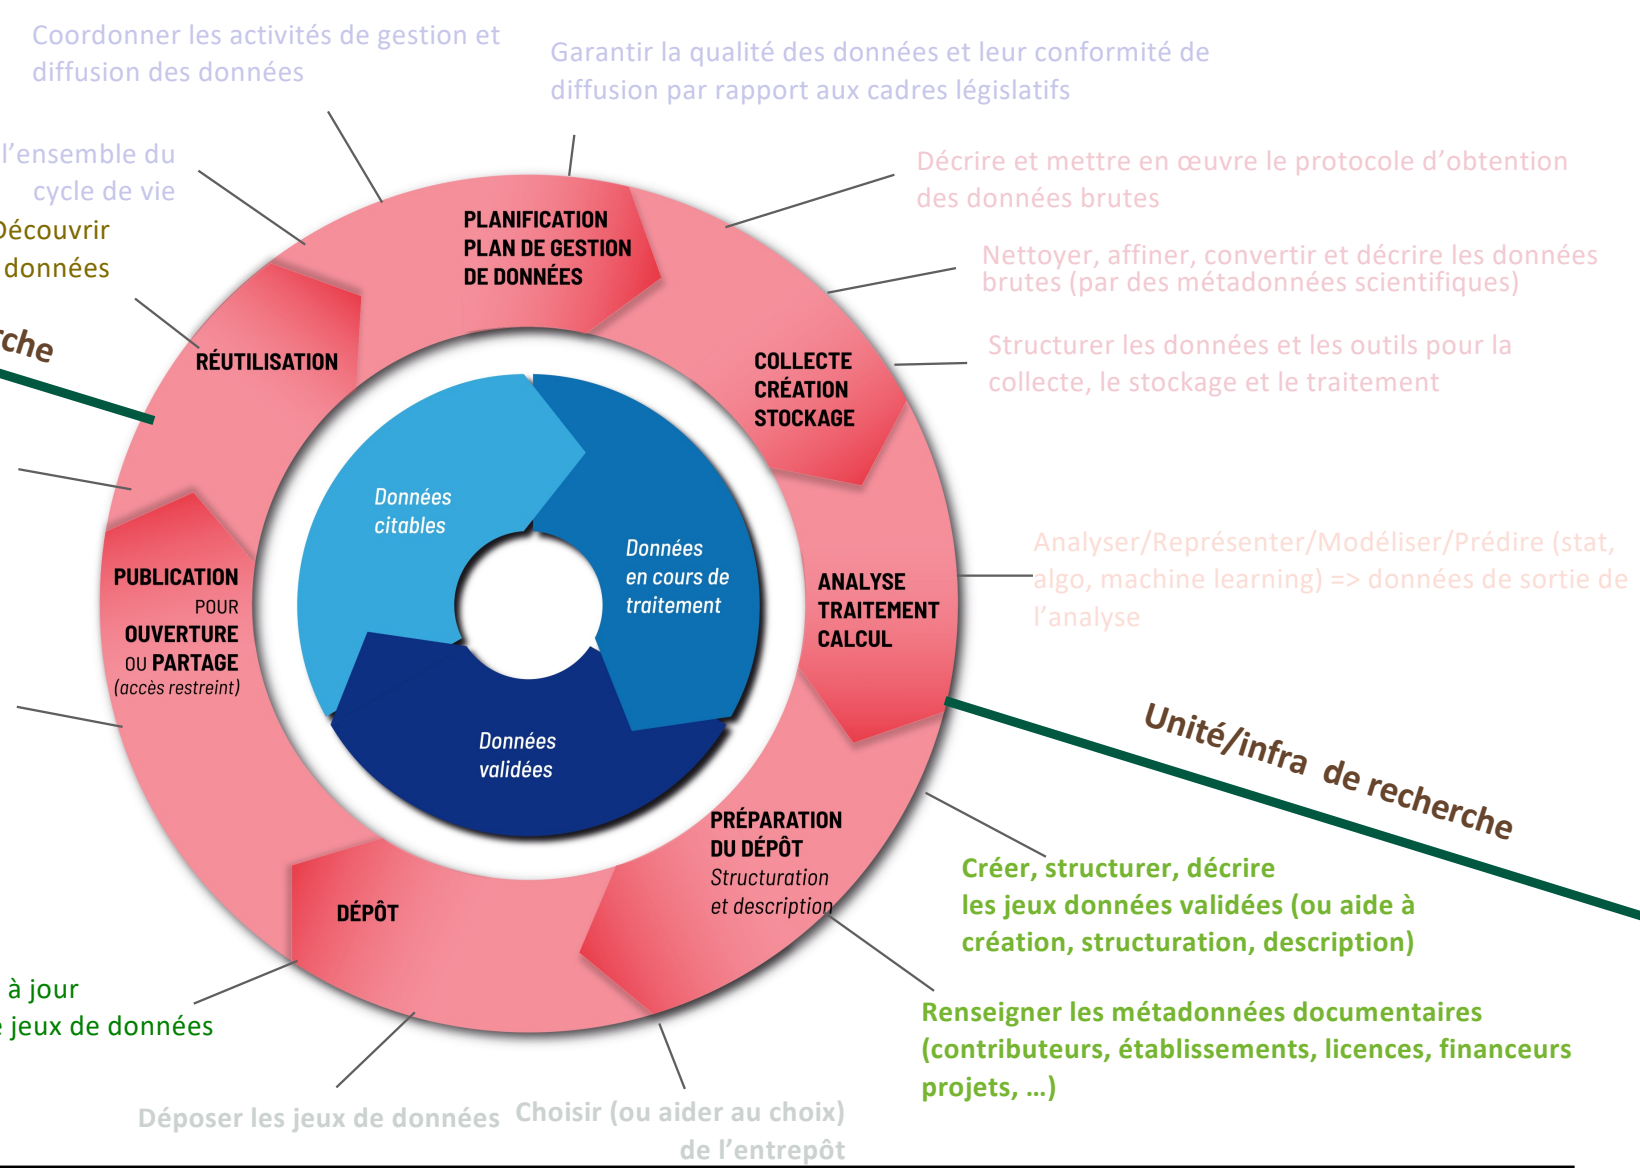 Coordonner les activités de gestion et
diffusion des données
Garantir la qualité des données et leur conformité de
diffusion par rapport aux cadres législatifs
l’ensemble du
cycle de vie
Découvrir
données
rche
Décrire et mettre en œuvre le protocole d’obtention
des données brutes
Nettoyer, affiner, convertir et décrire les données
brutes (par des métadonnées scientifiques)
Structurer les données et les outils pour la
collecte, le stockage et le traitement
Analyser/Représenter/Modéliser/Prédire (stat,
algo, machine learning) => données de sortie de
l’analyse
PLANIFICATION
PLAN DE GESTION
DE DONNÉES
COLLECTE
CRÉATION
STOCKAGE
ANALYSE
TRAITEMENT
CALCUL
PRÉPARATION
DU DÉPÔT
Structuration
et description
DÉPÔT
PUBLICATION
POUR
OUVERTURE
OU PARTAGE
(accès restreint)
RÉUTILISATION
Données
citables
Données
en cours de
traitement
Données
validées
Unité/infra de recherche
Créer, structurer, décrire
les jeux données validées (ou aide à
création, structuration, description)
Renseigner les métadonnées documentaires
(contributeurs, établissements, licences, financeurs
projets, …)
à jour
jeux de données
Déposer les jeux de données
Choisir (ou aider au choix)
de l’entrepôt